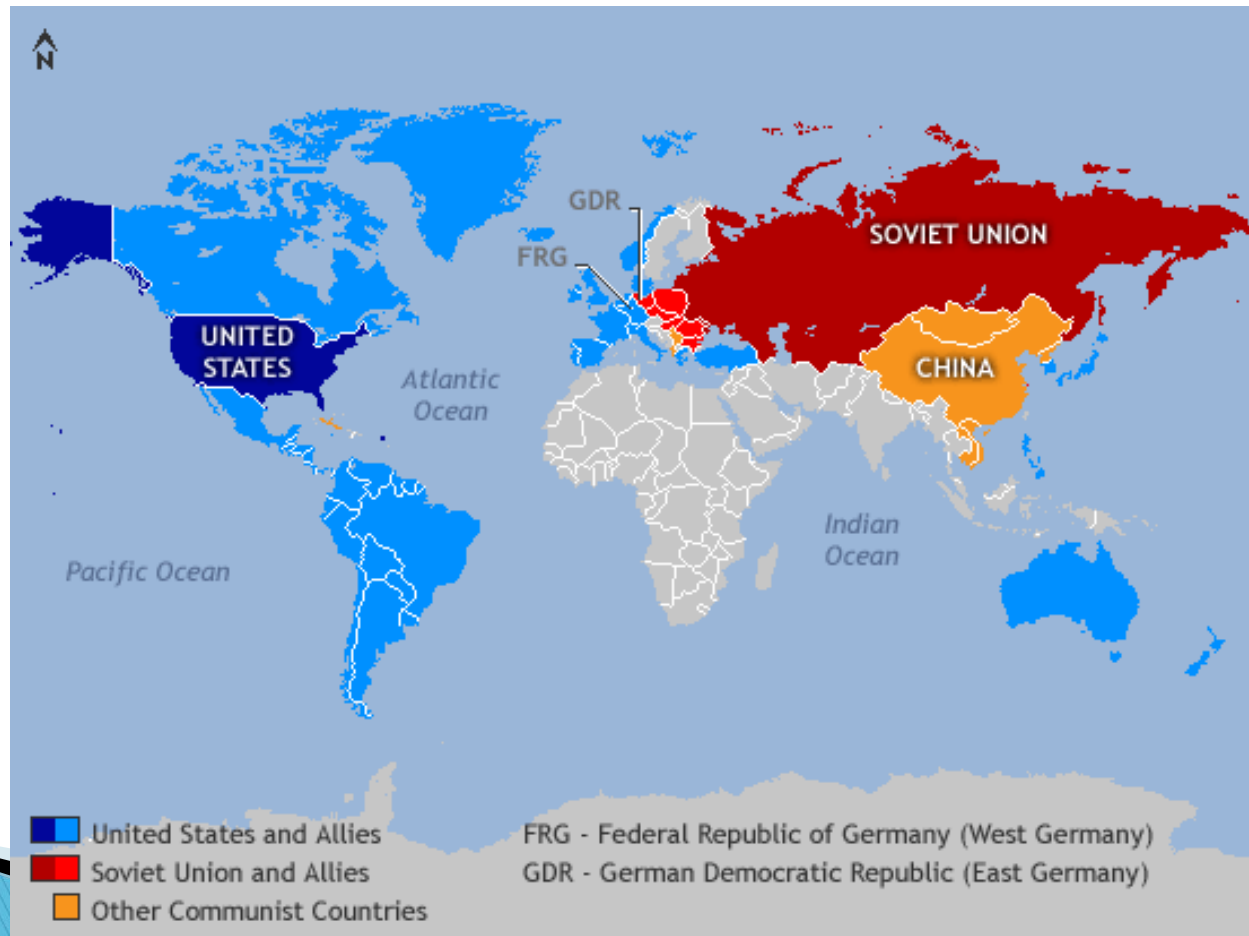 N
GDR
FRG
SOVIET UNION
UNITED
STATES
CHINA
Atlantic
Ocean
Indian
Ocean
Pacific Ocean
United States and Allies
Soviet Union and Allies
Other Communist Countries
FRG - Federal Republic of Germany (West Germany)
GDR - German Democratic Republic (East Germany)